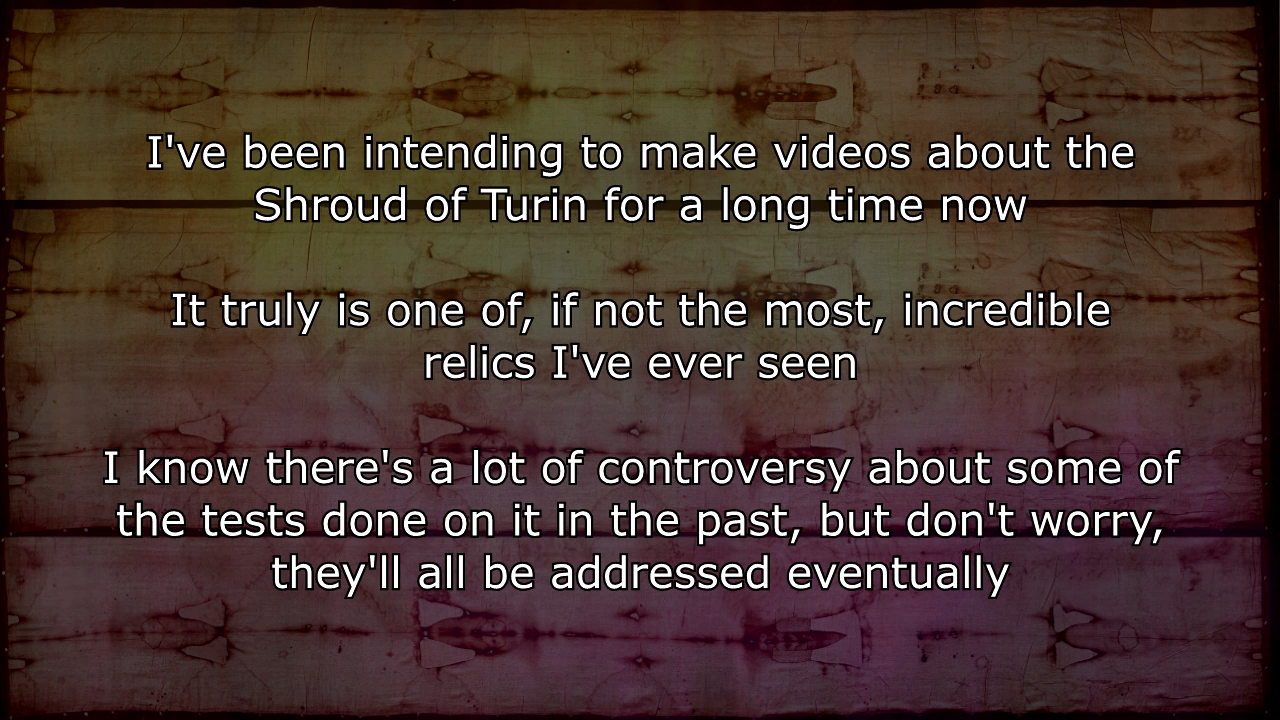 I've been intending to make videos about the
Shroud of Turin for a long time now
It truly is one of, if not the most, incredible
relics I've ever seen
I know there's a lot of controversy about some of
the tests done on it in the past, but don't worry,
they'll all be addressed eventually